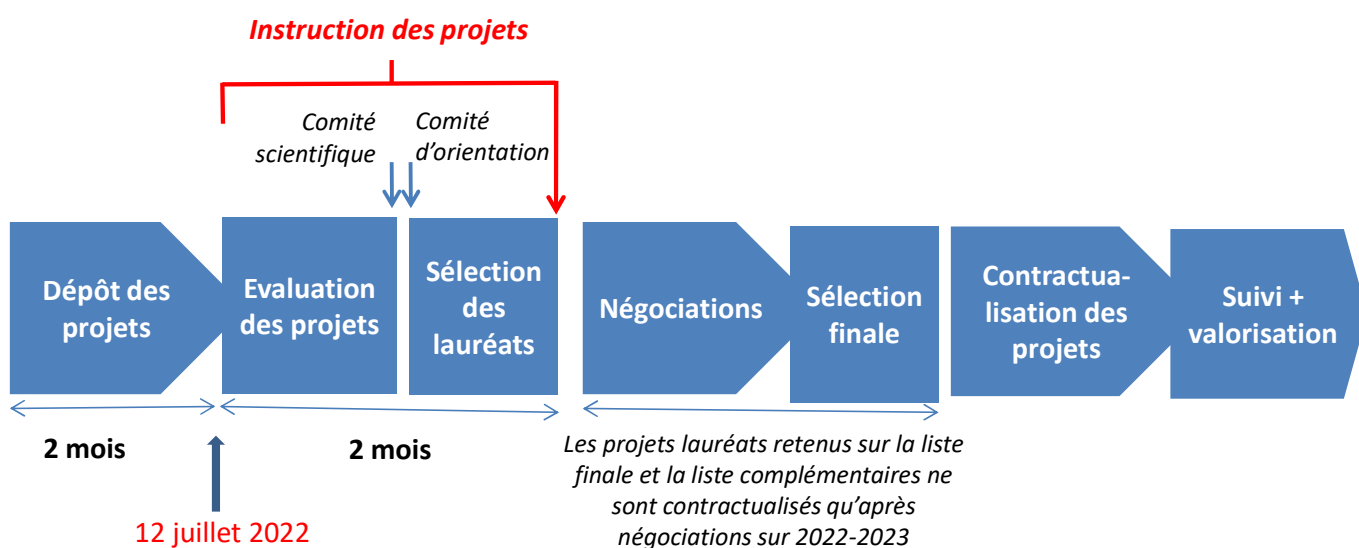 Instruction des projets
Comité
scientifique
Comité
d’orientation
Dépôt des
projets
Evaluation
des projets
Sélection
des
lauréats
Négociations
Sélection
finale
Contractua-
lisation des
projets
Suivi +
valorisation
2 mois
2 mois
12 juillet 2022
Les projets lauréats retenus sur la liste
finale et la liste complémentaires ne
sont contractualisés qu’après
négociations sur 2022-2023